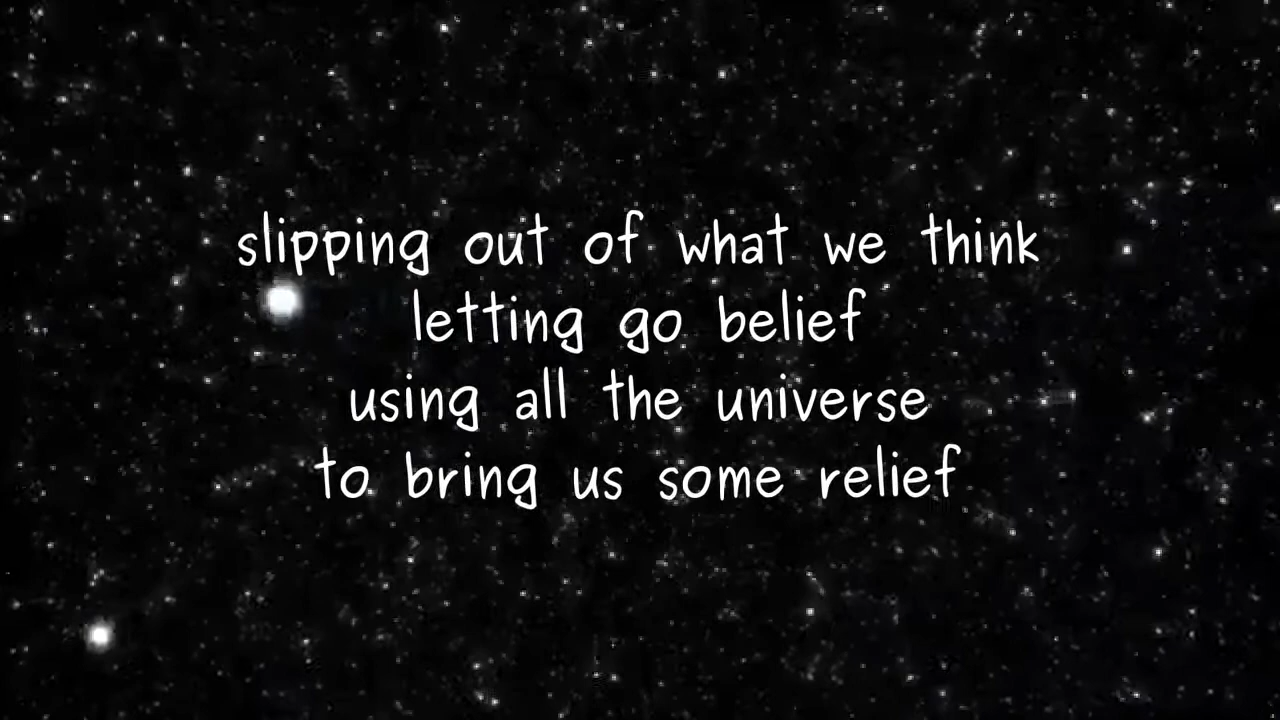 slipping out of what we think
letting go belief
using all the universe
to bring us some relief